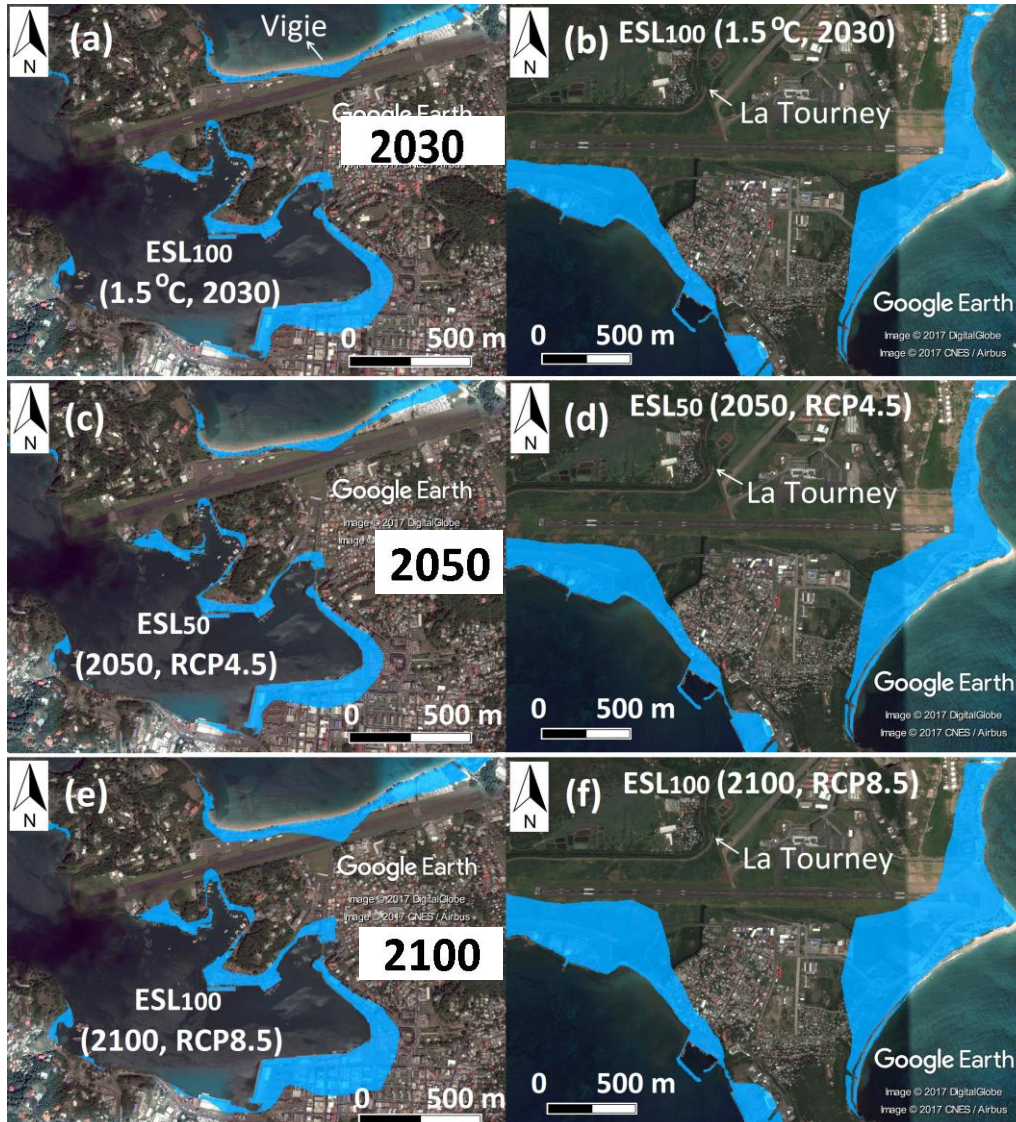 (a)
Vigie
N
Google Earth
2030
ESL100
(1.5 °C, 2030)
0 500 m
(b) ESL100 (1.5 °C, 2030)
N
La Tourney
Google Earth
Image © 2017 DigitalGlobe
Image © 2017 CNES / Airbus
0 500 m
(c)
N
Google Earth
Image © 2017 DigitalGlobe
2050
ESL50
(2050, RCP4.5)
0 500 m
(d) ESL50 (2050, RCP4.5)
N
La Tourney
Google Earth
Image © 2017 DigitalGlobe
Image © 2017 CNES / Airbus
0 500 m
(e)
N
Google Earth
Image © 2017 DigitalGlobe
Image © 2017 CNES / Airbus
2100
ESL100
(2100, RCP8.5)
0 500 m
(f) ESL100 (2100, RCP8.5)
N
La Tourney
Google Earth
Image © 2017 DigitalGlobe
Image © 2017 CNES / Airbus
0 500 m